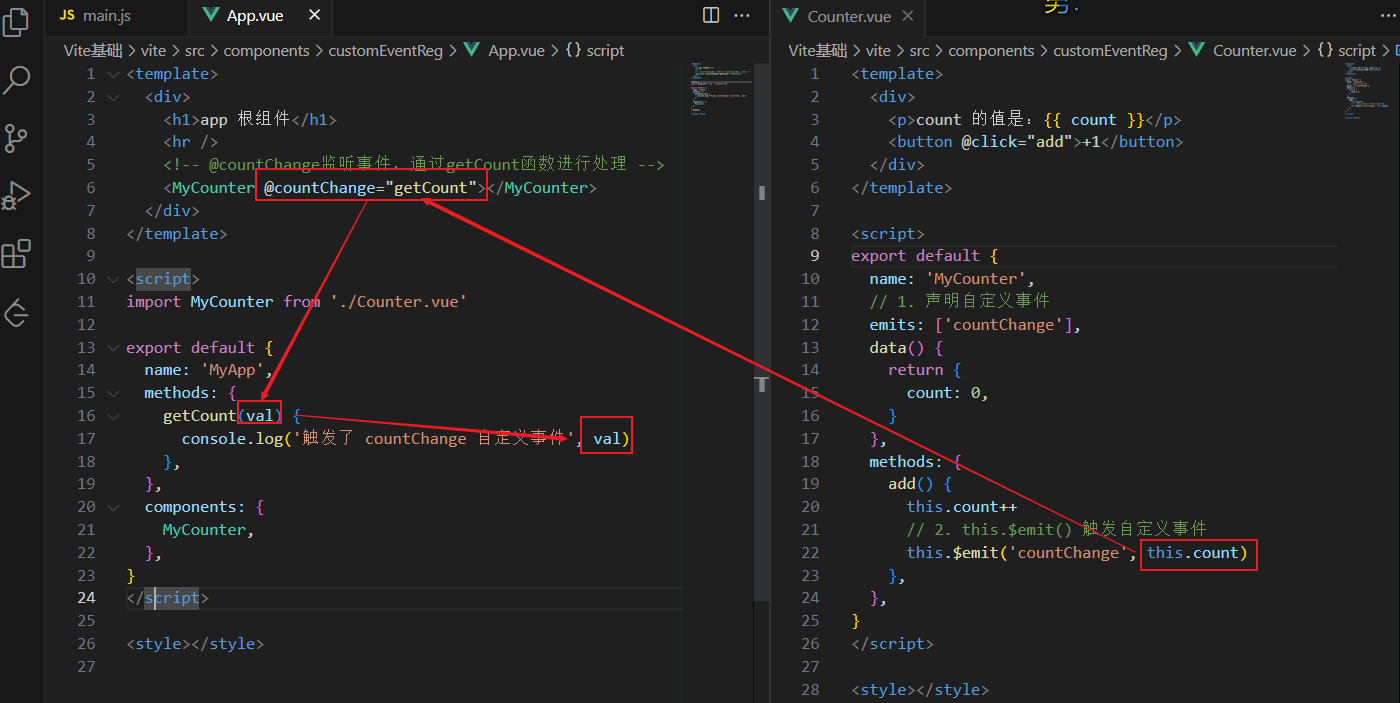 JS main.js
App.vue
Vite基础 > vite > src > components > customEventReg > App.vue > {} script
1 <template>
2 <div>
3 <h1>app 根组件</h1>
4 <hr />
5 <!-- @countChange监听事件，通过getCount函数进行处理 -->
6 <MyCounter @countChange="getCount"></MyCounter>
7 </div>
8 </template>
9
10 <script>
11 import MyCounter from './Counter.vue'
12
13 export default {
14 name: 'MyApp',
15 methods: {
16 getCount(val) {
17 console.log('触发了 countChange 自定义事件', val)
18 },
19 },
20 components: {
21 MyCounter,
22 },
23 }
24 </script>
25
26 <style></style>
27
Counter.vue
Vite基础 > vite > src > components > customEventReg > Counter.vue > {} script >
1 <template>
2 <div>
3 <p>count 的值是：{{ count }}</p>
4 <button @click="add">+1</button>
5 </div>
6 </template>
7
8 <script>
9 export default {
10 name: 'MyCounter',
11 // 1. 声明自定义事件
12 emits: ['countChange'],
13 data() {
14 return {
15 count: 0,
16 }
17 },
18 methods: {
19 add() {
20 this.count++
21 // 2. this.$emit() 触发自定义事件
22 this.$emit('countChange', this.count)
23 },
24 },
25 }
26 </script>
27
28 <style></style>